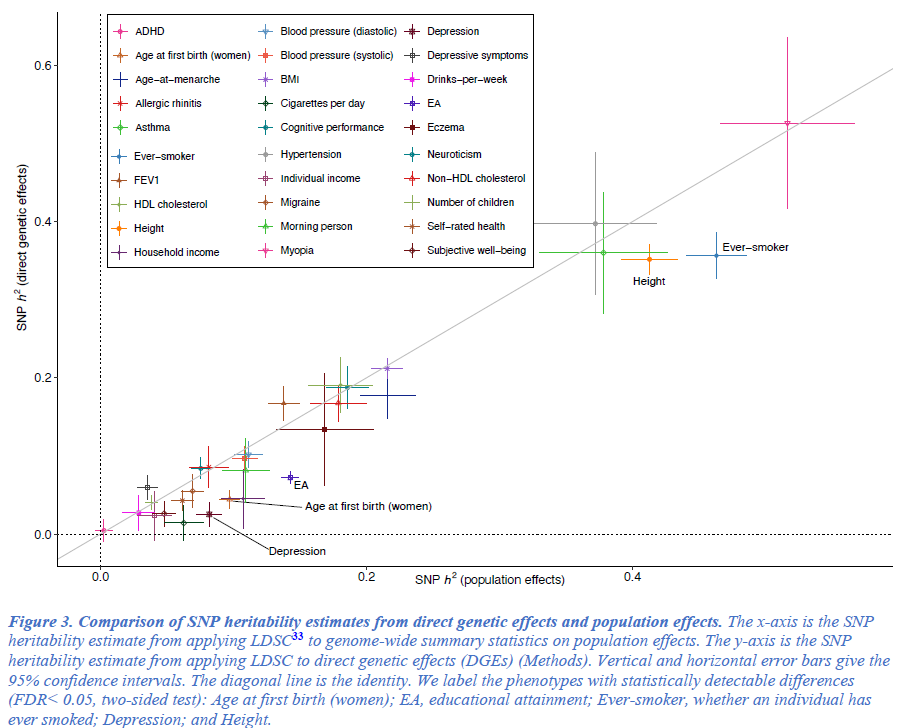 0.6
0.4
0.2
0.0
SNP h² (direct genetic effects)
ADHD
Age at first birth (women)
Age−at−menarche
Allergic rhinitis
Asthma
Ever−smoker
FEV1
HDL cholesterol
Height
Household income
Blood pressure (diastolic)
Blood pressure (systolic)
BMI
Cigarettes per day
Cognitive performance
Hypertension
Individual income
Migraine
Morning person
Myopia
Depression
Depressive symptoms
Drinks−per−week
EA
Eczema
Neuroticism
Non−HDL cholesterol
Number of children
Self−rated health
Subjective well−being
Ever−smoker
Height
EA
Age at first birth (women)
Depression
0.0
0.2
0.4
SNP h² (population effects)
Figure 3. Comparison of SNP heritability estimates from direct genetic effects and population effects. The x-axis is the SNP
heritability estimate from applying LDSC³³ to genome-wide summary statistics on population effects. The y-axis is the SNP
heritability estimate from applying LDSC to direct genetic effects (DGEs) (Methods). Vertical and horizontal error bars give the
95% confidence intervals. The diagonal line is the identity. We label the phenotypes with statistically detectable differences
(FDR< 0.05, two-sided test): Age at first birth (women); EA, educational attainment; Ever-smoker, whether an individual has
ever smoked; Depression; and Height.